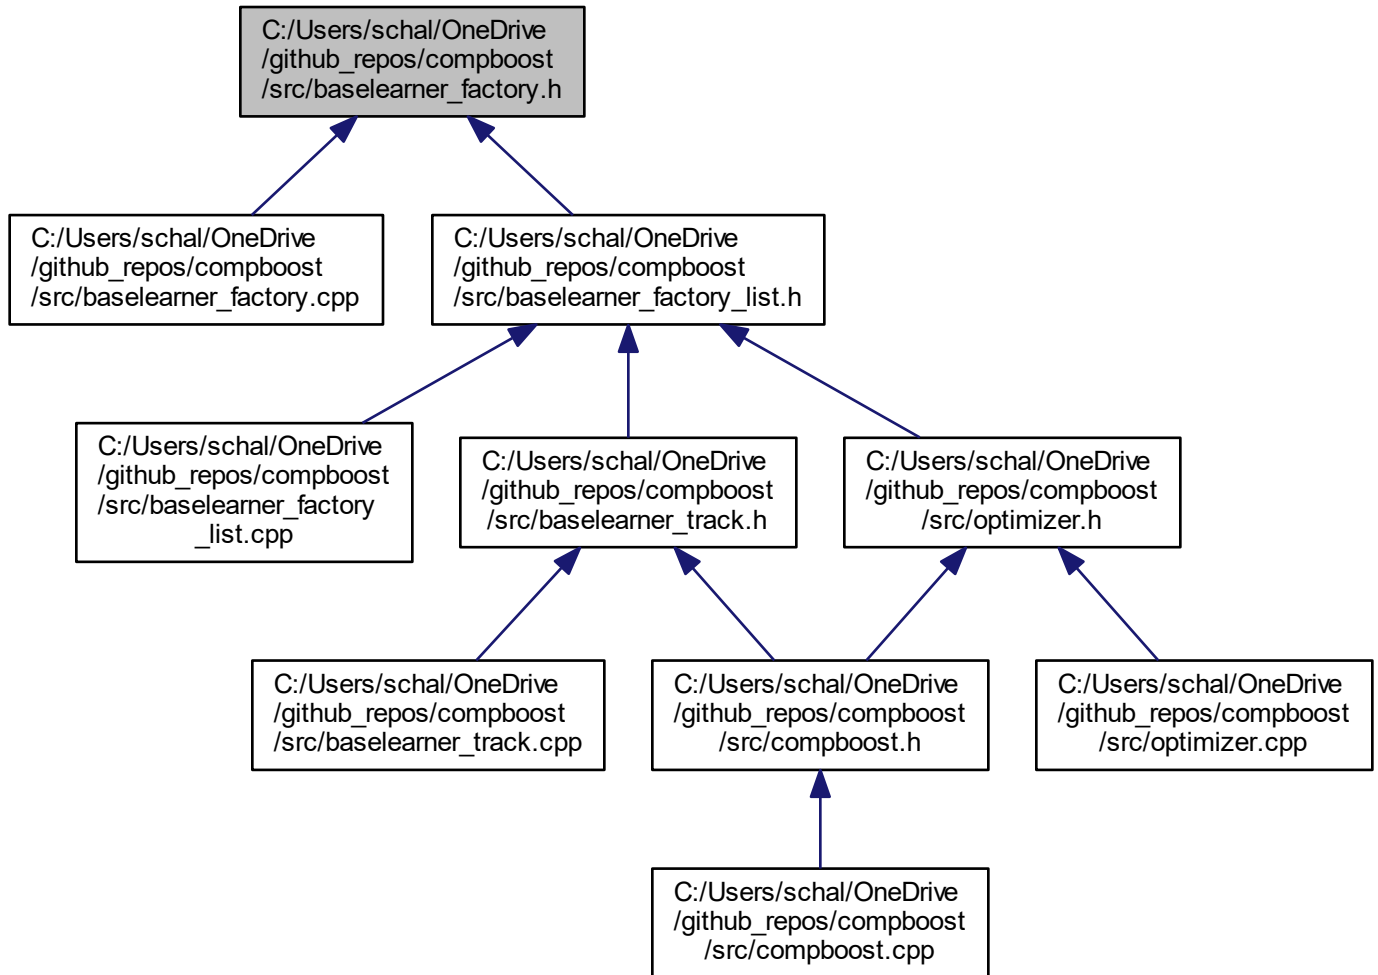 C:/Users/schal/OneDrive
/github_repos/compboost
/src/baselearner_factory.h
C:/Users/schal/OneDrive
/github_repos/compboost
/src/baselearner_factory.cpp
C:/Users/schal/OneDrive
/github_repos/compboost
/src/baselearner_factory_list.h
C:/Users/schal/OneDrive
/github_repos/compboost
/src/baselearner_factory
_list.cpp
C:/Users/schal/OneDrive
/github_repos/compboost
/src/baselearner_track.h
C:/Users/schal/OneDrive
/github_repos/compboost
/src/optimizer.h
C:/Users/schal/OneDrive
/github_repos/compboost
/src/baselearner_track.cpp
C:/Users/schal/OneDrive
/github_repos/compboost
/src/compboost.h
C:/Users/schal/OneDrive
/github_repos/compboost
/src/optimizer.cpp
C:/Users/schal/OneDrive
/github_repos/compboost
/src/compboost.cpp